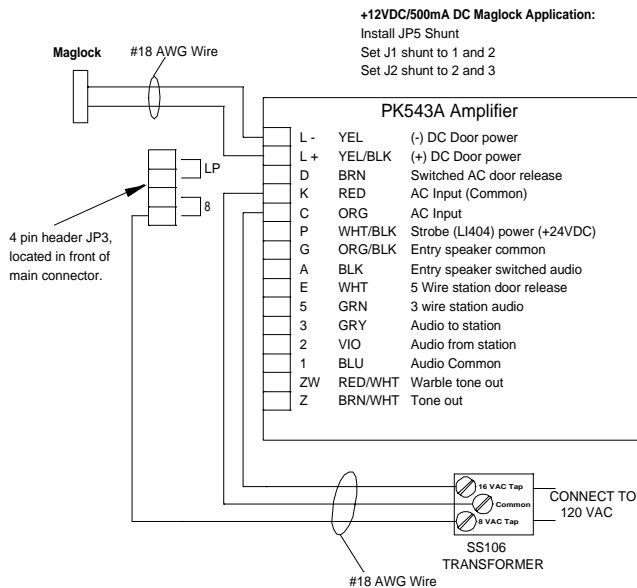 +12VDC/500mA DC Maglock Application:
Install JP5 Shunt
Set J1 shunt to 1 and 2
Set J2 shunt to 2 and 3
Maglock
#18 AWG Wire
PK543A Amplifier
L - YEL (-) DC Door power
L + YEL/BLK (+) DC Door power
D BRN Switched AC door release
K RED AC Input (Common)
C ORG AC Input
P WHT/BLK Strobe (LI404) power (+24VDC)
G ORG/BLK Entry speaker common
A BLK Entry speaker switched audio
E WHT 5 Wire station door release
5 GRN 3 wire station audio
3 GRY Audio to station
2 VIO Audio from station
1 BLU Audio Common
ZW RED/WHT Warble tone out
Z BRN/WHT Tone out
LP
8
4 pin header JP3,
located in front of
main connector.
16 VAC Tap
Common
8 VAC Tap
CONNECT TO
120 VAC
SS106
TRANSFORMER
#18 AWG Wire